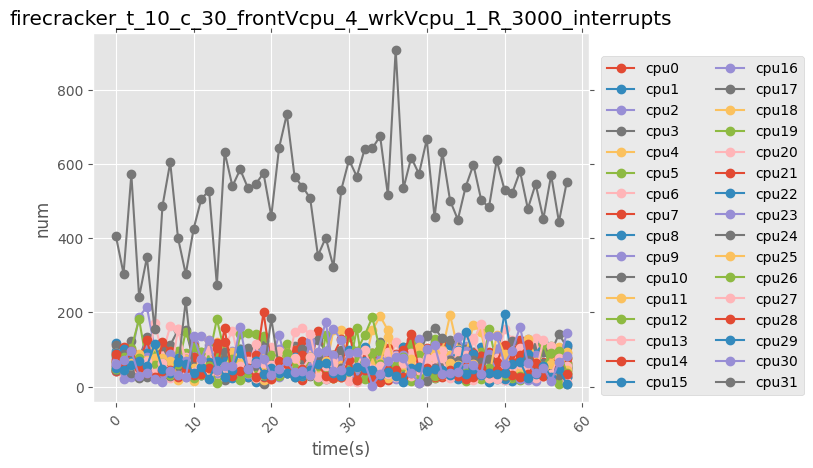 firecracker_t_10_c_30_frontVcpu_4_wrkVcpu_1_R_3000_interrupts
num
800
600
400
200
0
0
10
20
30
40
50
60
time(s)
cpu0
cpu1
cpu2
cpu3
cpu4
cpu5
cpu6
cpu7
cpu8
cpu9
cpu10
cpu11
cpu12
cpu13
cpu14
cpu15
cpu16
cpu17
cpu18
cpu19
cpu20
cpu21
cpu22
cpu23
cpu24
cpu25
cpu26
cpu27
cpu28
cpu29
cpu30
cpu31